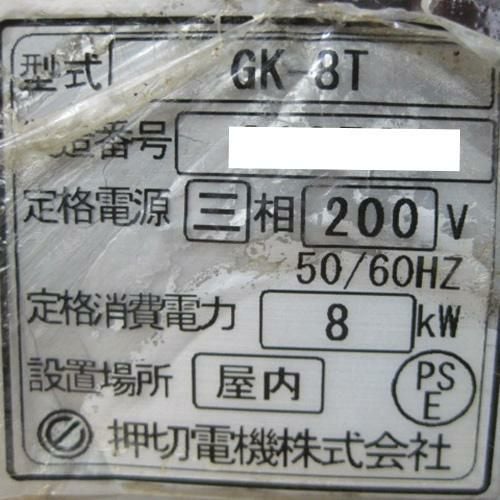 型式 GK-8T
造番号
定格電源 三相 200 V
50/60HZ
定格消費電力 8 kW
設置場所 屋内
PS
E
押切電機株式会社